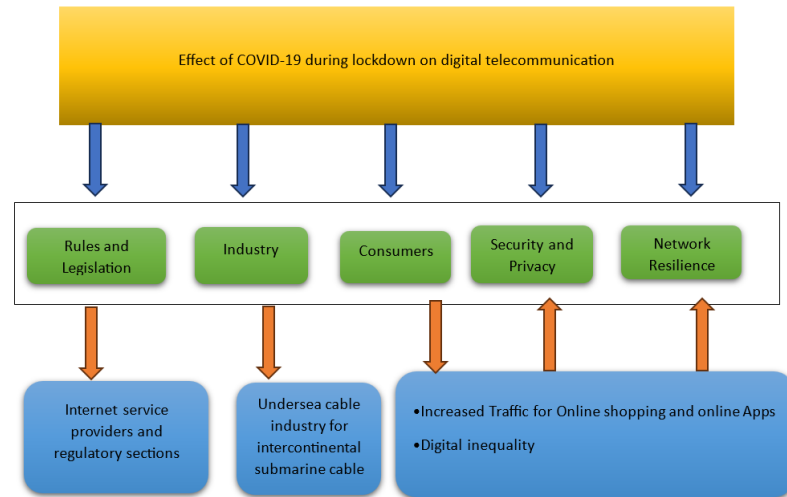 Effect of COVID-19 during lockdown on digital telecommunication
Rules and
Legislation
Industry
Consumers
Security and
Privacy
Network
Resilience
Internet service
providers and
regulatory sections
Undersea cable
industry for
intercontinental
submarine cable
•Increased Traffic for Online shopping and online Apps
•Digital inequality